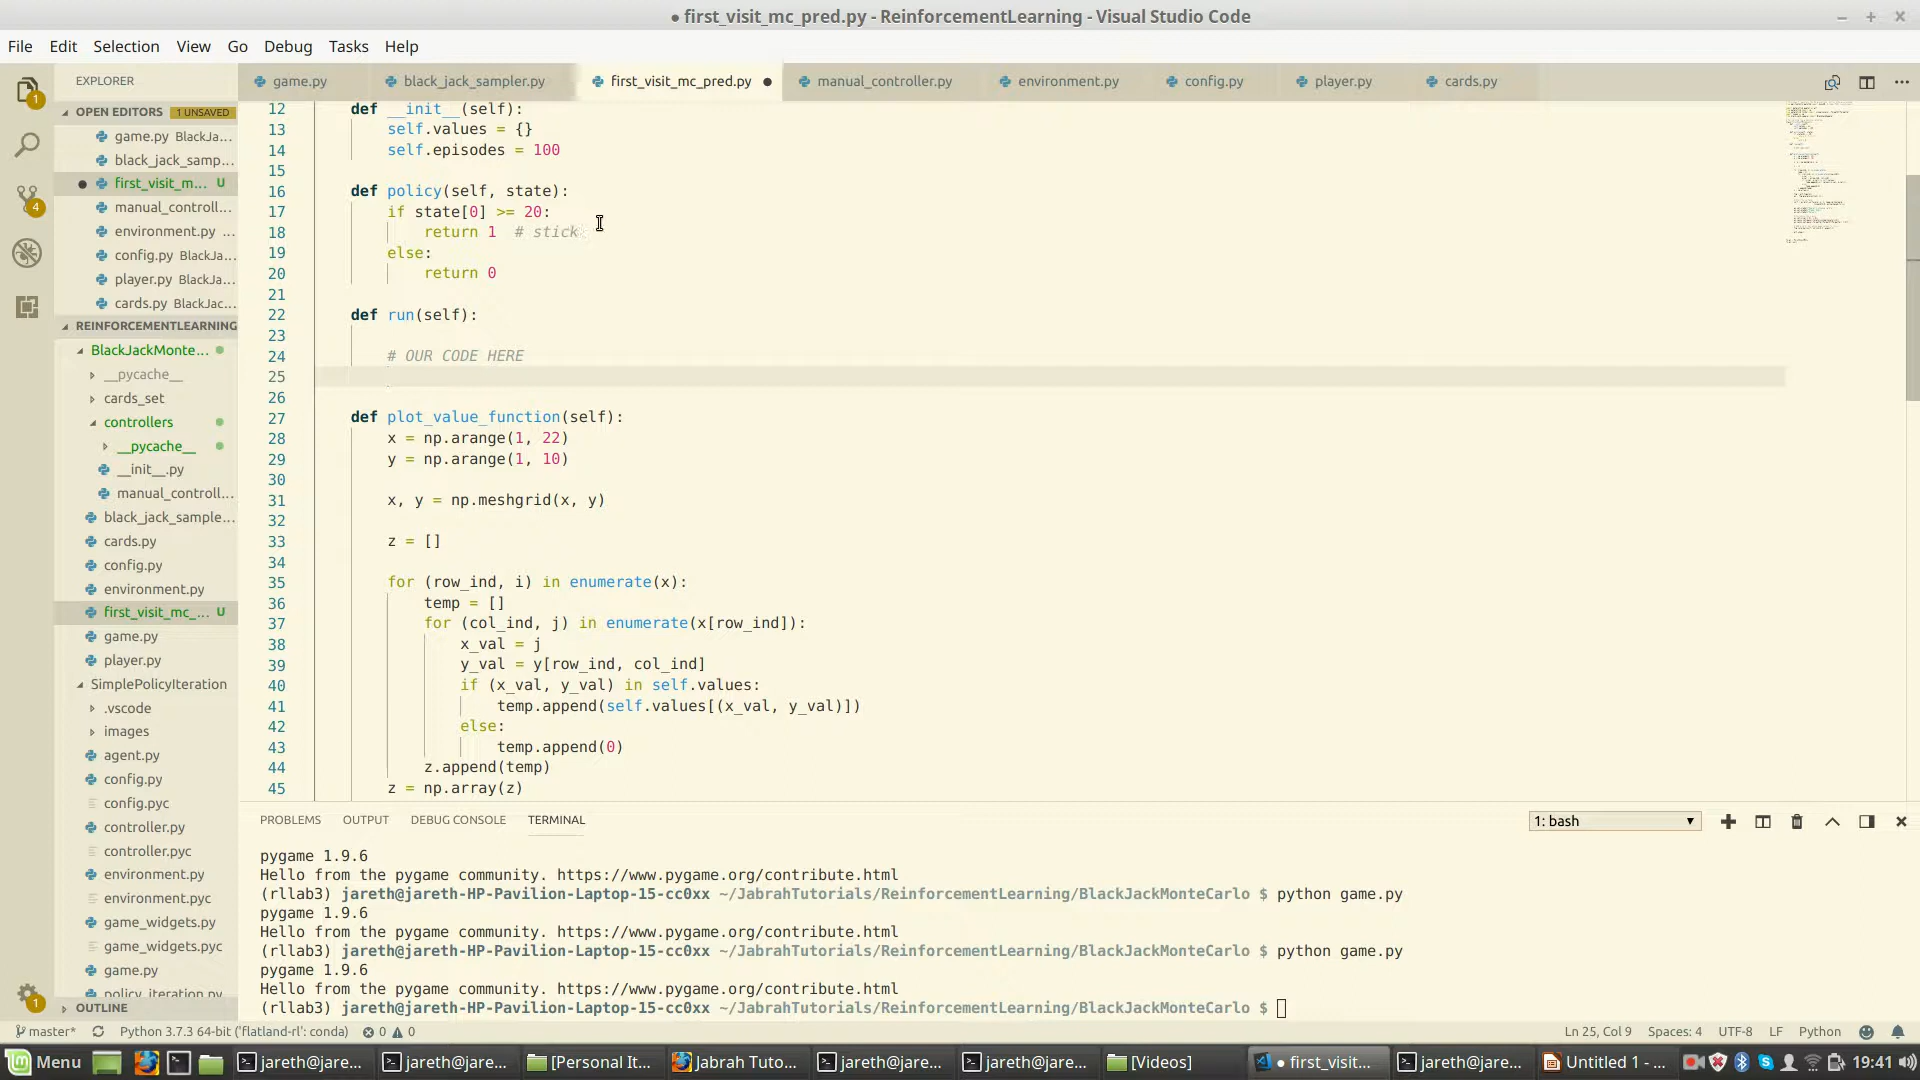 ● first_visit_mc_pred.py - ReinforcementLearning - Visual Studio Code
File Edit Selection View Go Debug Tasks Help
EXPLORER
game.py
black_jack_sampler.py
first_visit_mc_pred.py ●
manual_controller.py
environment.py
config.py
player.py
cards.py
OPEN EDITORS 1 UNSAVED
game.py BlackJa...
black_jack_samp...
● first_visit_m... U
manual_controll...
environment.py ...
config.py BlackJa...
player.py BlackJa...
cards.py BlackJac...
REINFORCEMENTLEARNING
BlackJackMonte...
__pycache__
cards_set
controllers
__pycache__
__init__.py
manual_controll...
black_jack_sample...
cards.py
config.py
environment.py
first_visit_mc_... U
game.py
player.py
SimplePolicyIteration
.vscode
images
agent.py
config.py
config.pyc
controller.py
controller.pyc
environment.py
environment.pyc
game_widgets.py
game_widgets.pyc
game.py
policy_iteration.py
OUTLINE
1
4
1
12 def __init__(self):
13 self.values = {}
14 self.episodes = 100
15
16 def policy(self, state):
17 if state[0] >= 20:
18 return 1 # stick
19 else:
20 return 0
21
22 def run(self):
23
24 # OUR CODE HERE
25
26
27 def plot_value_function(self):
28 x = np.arange(1, 22)
29 y = np.arange(1, 10)
30
31 x, y = np.meshgrid(x, y)
32
33 z = []
34
35 for (row_ind, i) in enumerate(x):
36 temp = []
37 for (col_ind, j) in enumerate(x[row_ind]):
38 x_val = j
39 y_val = y[row_ind, col_ind]
40 if (x_val, y_val) in self.values:
41 temp.append(self.values[(x_val, y_val)])
42 else:
43 temp.append(0)
44 z.append(temp)
45 z = np.array(z)
PROBLEMS OUTPUT DEBUG CONSOLE TERMINAL 1: bash
pygame 1.9.6
Hello from the pygame community. https://www.pygame.org/contribute.html
(rllab3) jareth@jareth-HP-Pavilion-Laptop-15-cc0xx ~/JabrahTutorials/ReinforcementLearning/BlackJackMonteCarlo $ python game.py
pygame 1.9.6
Hello from the pygame community. https://www.pygame.org/contribute.html
(rllab3) jareth@jareth-HP-Pavilion-Laptop-15-cc0xx ~/JabrahTutorials/ReinforcementLearning/BlackJackMonteCarlo $ python game.py
pygame 1.9.6
Hello from the pygame community. https://www.pygame.org/contribute.html
(rllab3) jareth@jareth-HP-Pavilion-Laptop-15-cc0xx ~/JabrahTutorials/ReinforcementLearning/BlackJackMonteCarlo $
master* Python 3.7.3 64-bit ('flatland-rl': conda) 0 0 Ln 25, Col 9 Spaces: 4 UTF-8 LF Python
Menu jareth@jare... jareth@jare... [Personal It... Jabrah Tuto... jareth@jare... jareth@jare... [Videos] ● first_visit... jareth@jare... Untitled 1 - ... 19:41